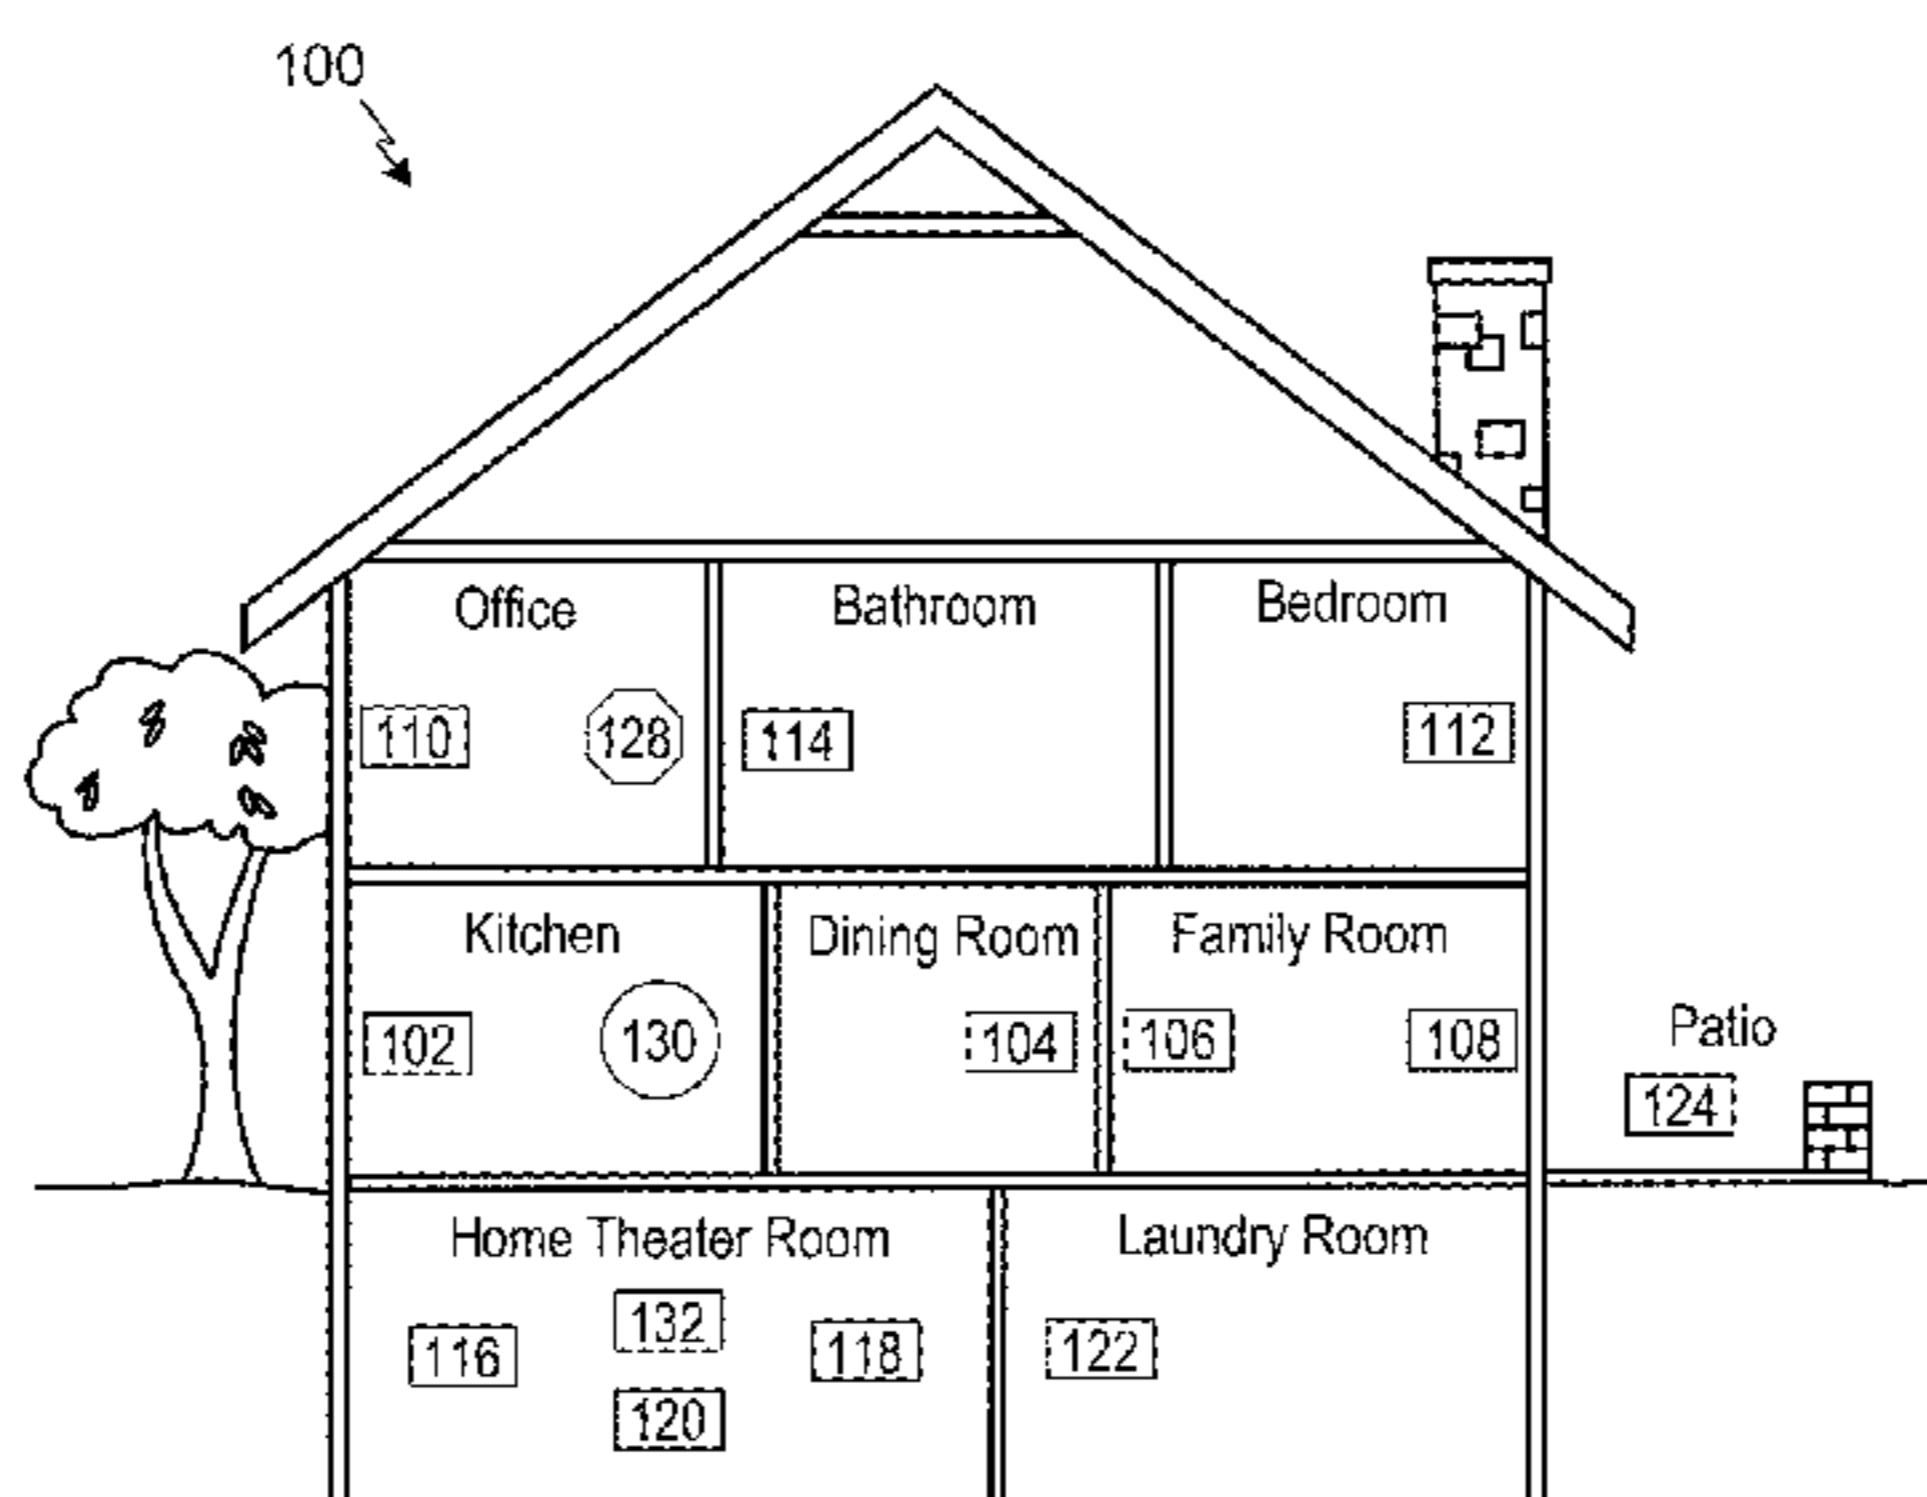 100
Office
Bathroom
Bedroom
110
128
114
112
Kitchen
Dining Room
Family Room
102
130
104
106
108
Patio
124
Home Theater Room
Laundry Room
116
132
118
120
122